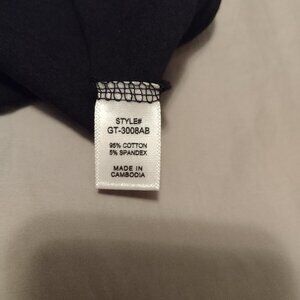 STYLE#
GT-3008AB
95% COTTON
5% SPANDEX
MADE IN
CAMBODIA